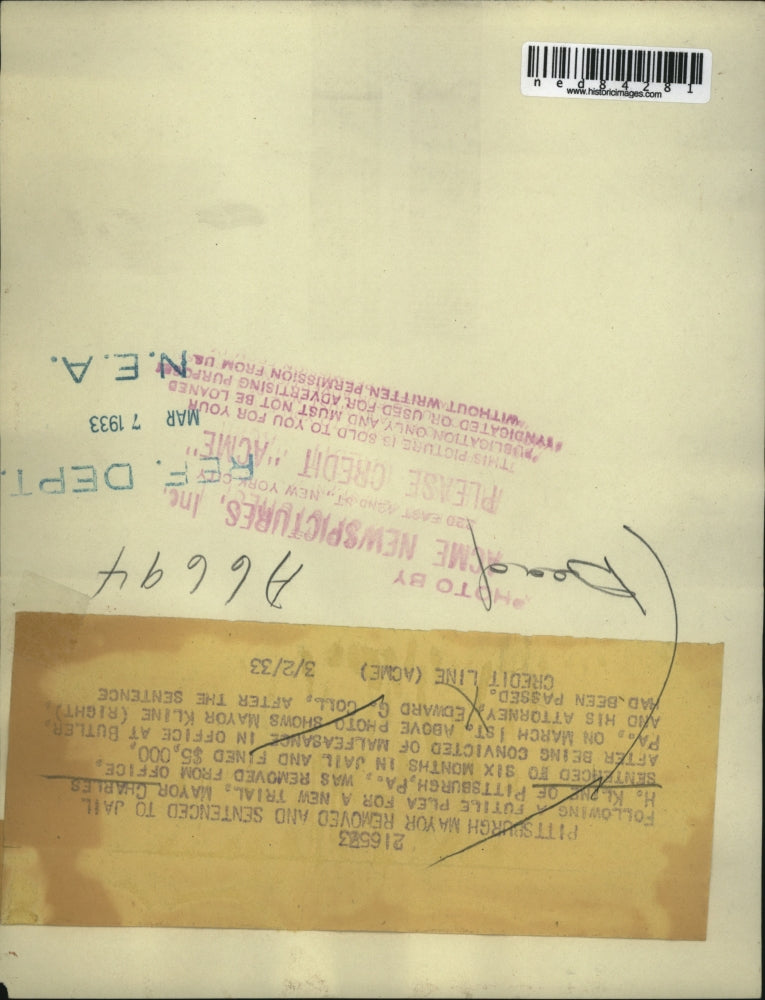 ned84281
www.historicimages.com
216523
PITTSBURGH MAYOR REMOVED AND SENTENCED TO JAIL
FOLLOWING A FUTILE PLEA FOR A NEW TRIAL, MAYOR CHARLES
H. KLINE OF PITTSBURGH, PA., WAS REMOVED FROM OFFICE,
SENTENCED TO SIX MONTHS IN JAIL AND FINED $5,000,
AFTER BEING CONVICTED OF MALFEASANCE IN OFFICE AT BUTLER,
PA., ON MARCH 1ST. ABOVE PHOTO SHOWS MAYOR KLINE (RIGHT)
AND HIS ATTORNEY, EDWARD G. COLL, AFTER THE SENTENCE
HAD BEEN PASSED.
CREDIT LINE (ACME) 3/2/33
A6694
(Dead)
PHOTO BY
ACME NEWSPICTURES, Inc.
220 EAST 42ND ST., NEW YORK CITY
PLEASE CREDIT "ACME"
THIS PICTURE IS SOLD TO YOU FOR YOUR
PUBLICATION ONLY AND MUST NOT BE LOANED
SYNDICATED OR USED FOR ADVERTISING PURPOSES
WITHOUT WRITTEN PERMISSION FROM US
REF. DEPT.
MAR 7 1933
N.E.A.